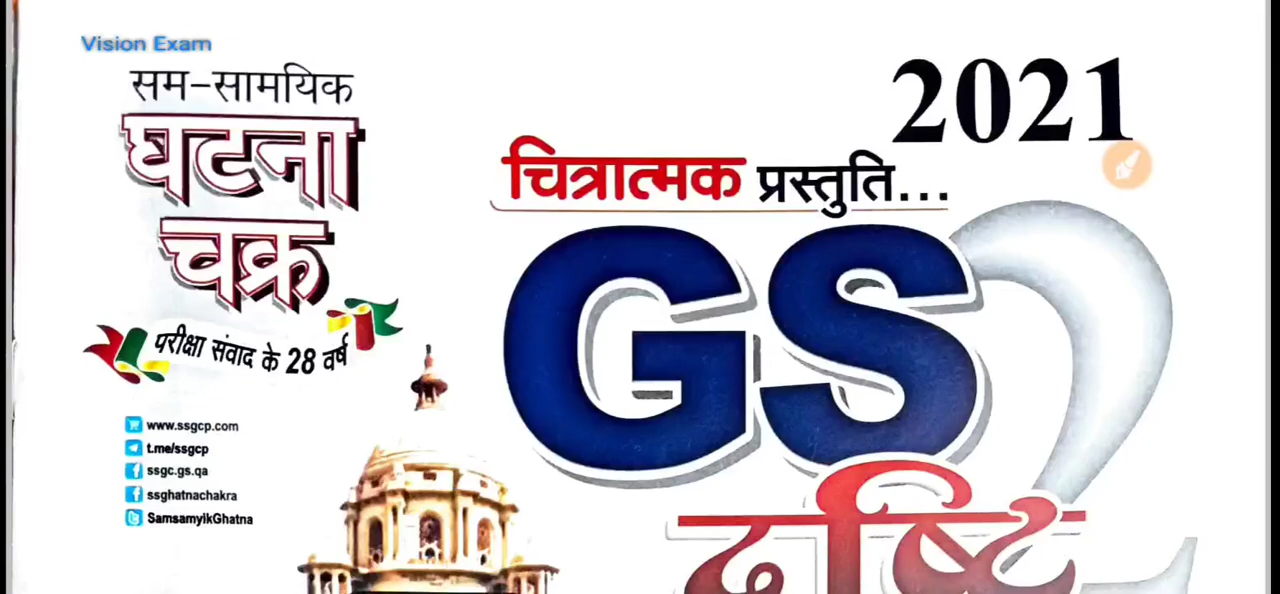 Vision Exam
सम-सामयिक
घटना
चक्र
परीक्षा संवाद के 28 वर्ष
www.ssgcp.com
t.me/ssgcp
ssgc.gs.qa
ssghatnachakra
SamsamyikGhatna
2021
चित्रात्मक प्रस्तुति...
GS
दृष्टि